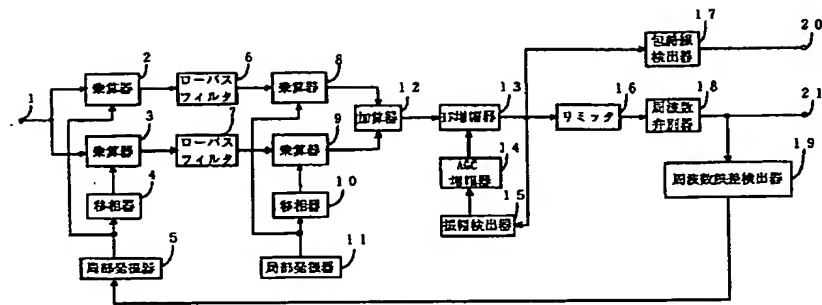 1
2
乗算器
3
乗算器
4
移相器
5
局部発振器
6
ローパス
フィルタ
7
ローパス
フィルタ
8
乗算器
9
乗算器
10
移相器
11
局部発振器
12
加算器
13
IF増幅器
14
AGC
増幅器
15
振幅検出器
16
リミッタ
17
包絡線
検出器
18
周波数
弁別器
19
周波数誤差検出器
20
21